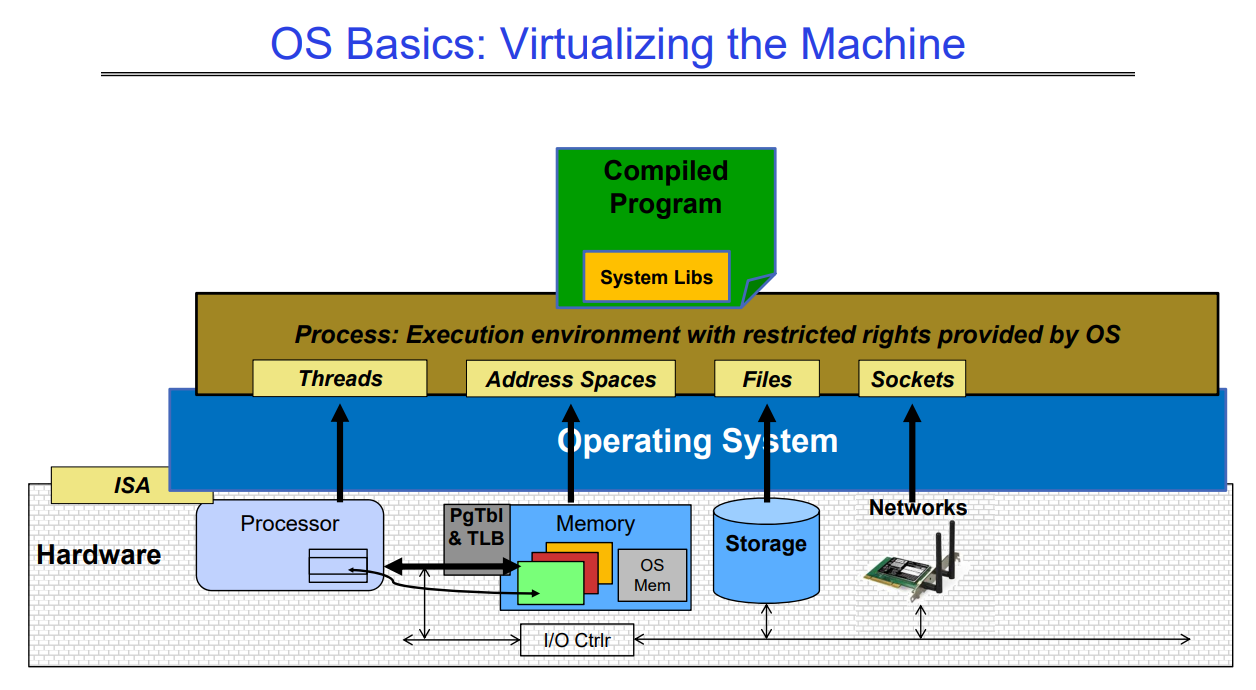 OS Basics: Virtualizing the Machine
Compiled
Program
System Libs
Process: Execution environment with restricted rights provided by OS
Threads
Address Spaces
Files
Sockets
Operating System
ISA
Hardware
Processor
PgTbl
& TLB
Memory
OS
Mem
Storage
Networks
I/O Ctrlr